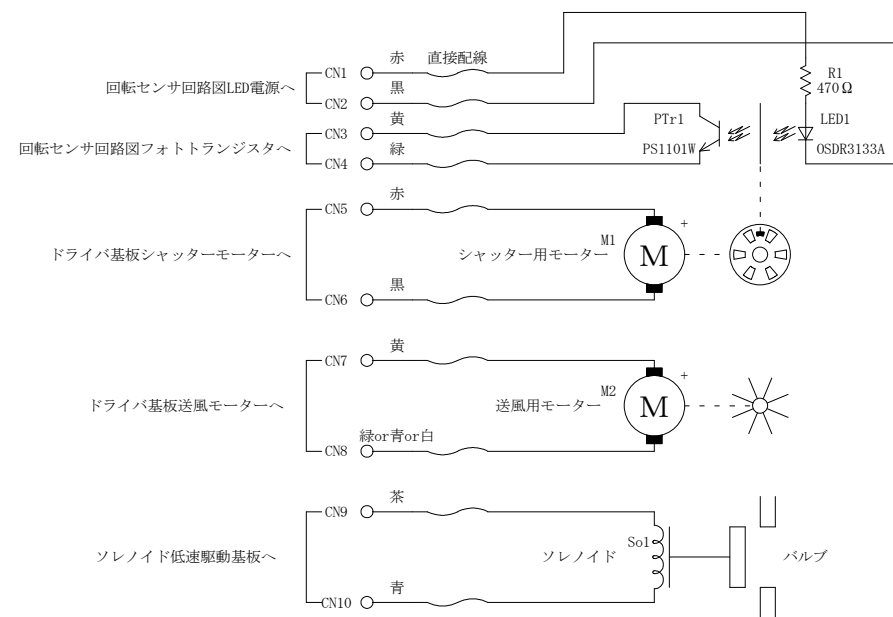 赤 直接配線
CN1
回転センサ回路図LED電源へ
黒
CN2
R1
470Ω
黄
CN3
PTr1
LED1
回転センサ回路図フォトトランジスタへ
緑
CN4
PS1101W
OSDR3133A
赤
CN5
+
M1
ドライバ基板シャッターモーターへ
シャッター用モーター
M
黒
CN6
黄
CN7
+
M2
ドライバ基板送風モーターへ
送風用モーター
M
緑or青or白
CN8
茶
CN9
So1
ソレノイド低速駆動基板へ
ソレノイド
バルブ
青
CN10